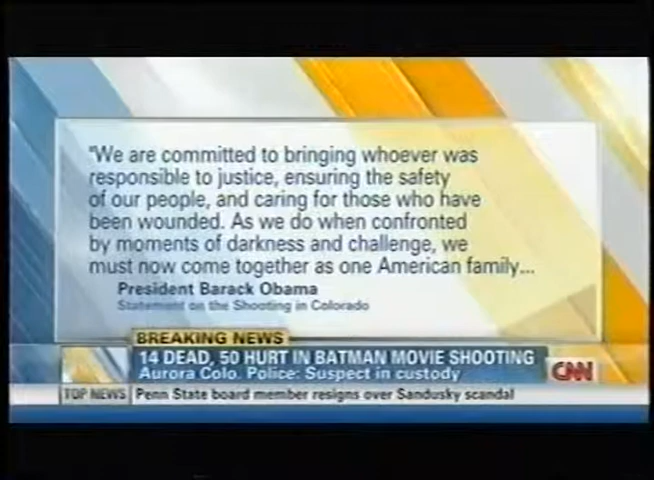 "We are committed to bringing whoever was
responsible to justice, ensuring the safety
of our people, and caring for those who have
been wounded. As we do when confronted
by moments of darkness and challenge, we
must now come together as one American family...
President Barack Obama
Statement on the Shooting in Colorado
BREAKING NEWS
14 DEAD, 50 HURT IN BATMAN MOVIE SHOOTING
Aurora Colo. Police: Suspect in custody
CNN
TOP NEWS Penn State board member resigns over Sandusky scandal